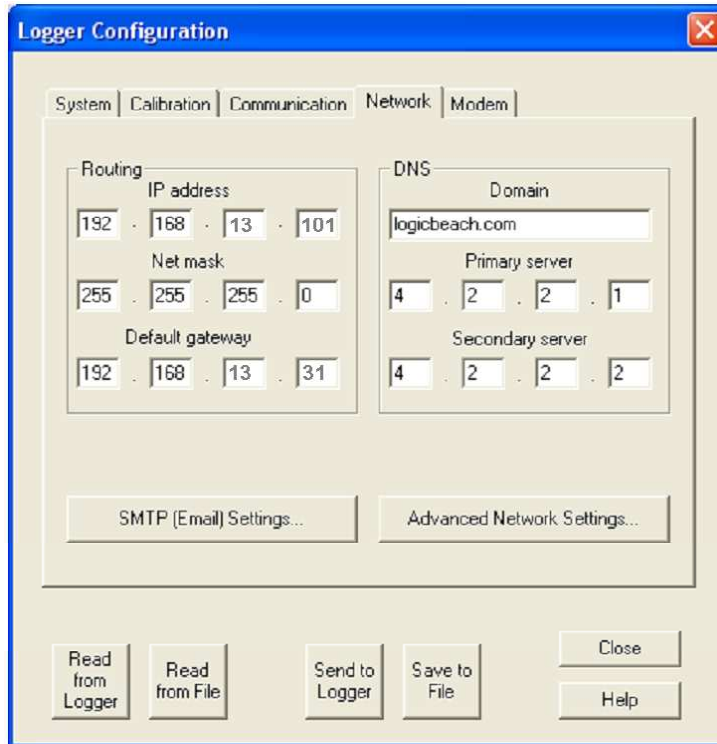 Logger Configuration
System Calibration Communication Network Modem
Routing
IP address
192 . 168 . 13 . 101
Net mask
255 . 255 . 255 . 0
Default gateway
192 . 168 . 13 . 31
DNS
Domain
logicbeach.com
Primary server
4 . 2 . 2 . 1
Secondary server
4 . 2 . 2 . 2
SMTP (Email) Settings...
Advanced Network Settings...
Read
from
Logger
Read
from File
Send to
Logger
Save to
File
Close
Help